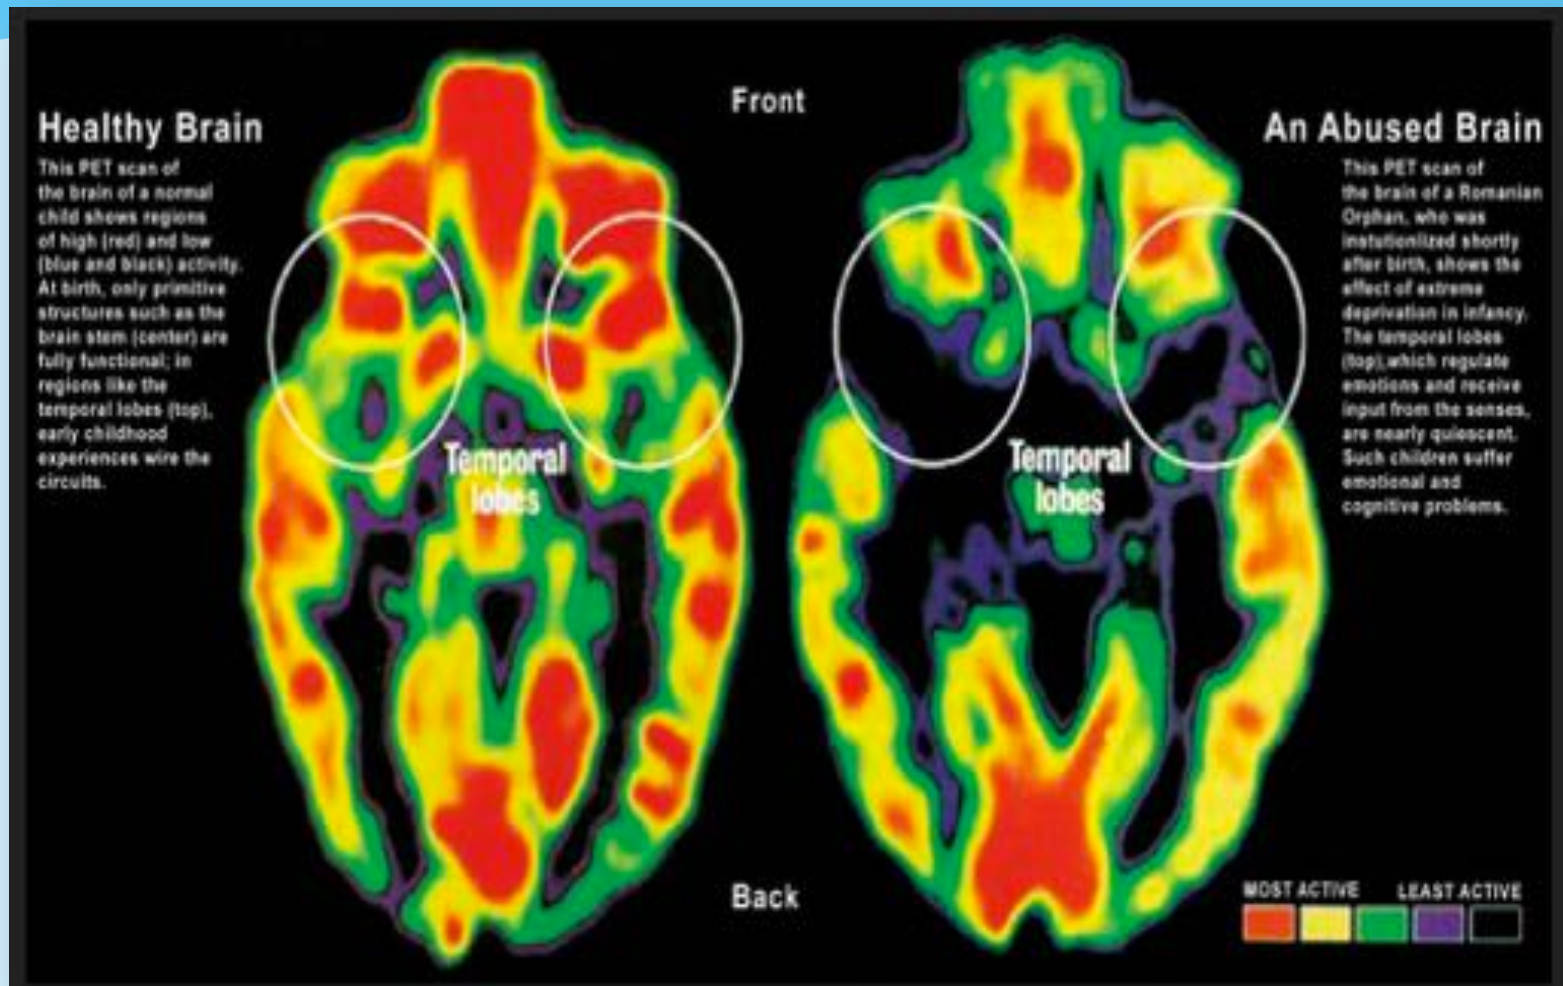 Healthy Brain
This PET scan of
the brain of a normal
child shows regions
of high (red) and low
(blue and black) activity.
At birth, only primitive
structures such as the
brain stem (center) are
fully functional; in
regions like the
temporal lobes (top),
early childhood
experiences wire the
circuits.
Front
An Abused Brain
This PET scan of
the brain of a Romanian
Orphan, who was
instutionlized shortly
after birth, shows the
effect of extreme
deprivation in infancy.
The temporal lobes
(top),which regulate
emotions and receive
input from the senses,
are nearly quiescent.
Such children suffer
emotional and
cognitive problems.
Temporal
lobes
Temporal
lobes
Back
MOST ACTIVE LEAST ACTIVE